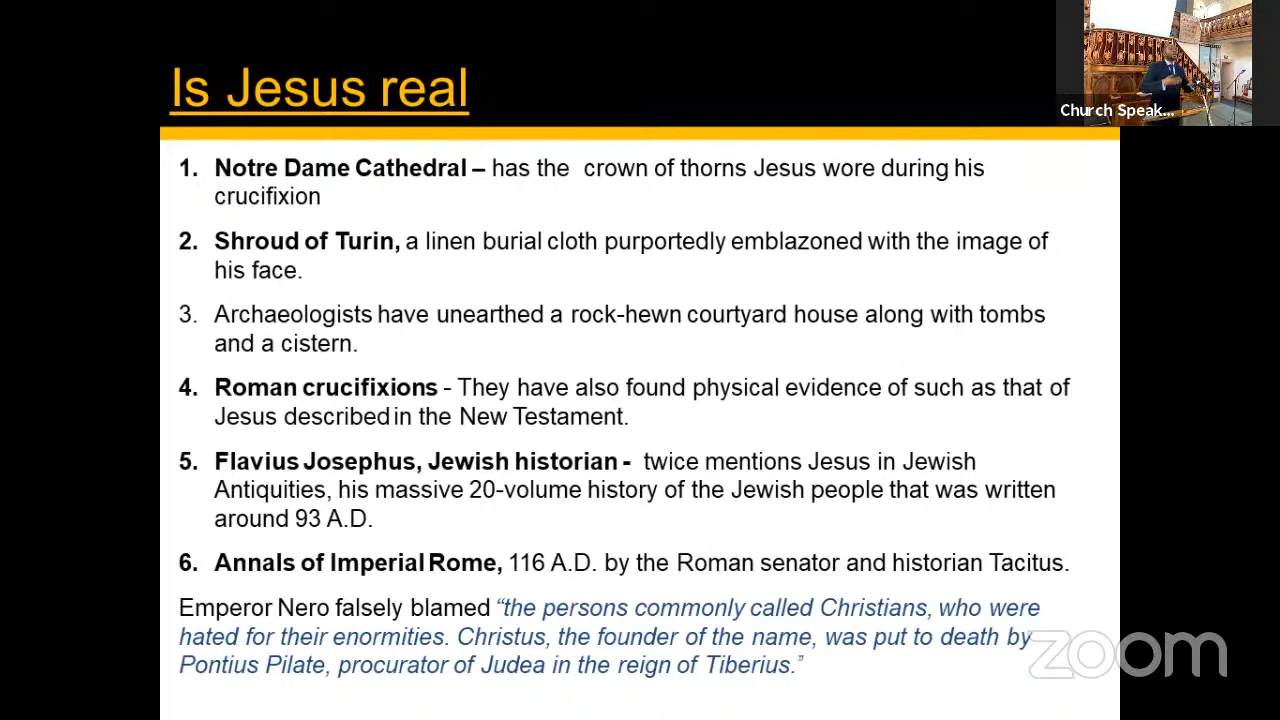 Is Jesus real
Church Speak...
1. Notre Dame Cathedral – has the crown of thorns Jesus wore during his
crucifixion
2. Shroud of Turin, a linen burial cloth purportedly emblazoned with the image of
his face.
3. Archaeologists have unearthed a rock-hewn courtyard house along with tombs
and a cistern.
4. Roman crucifixions - They have also found physical evidence of such as that of
Jesus described in the New Testament.
5. Flavius Josephus, Jewish historian - twice mentions Jesus in Jewish
Antiquities, his massive 20-volume history of the Jewish people that was written
around 93 A.D.
6. Annals of Imperial Rome, 116 A.D. by the Roman senator and historian Tacitus.
Emperor Nero falsely blamed “the persons commonly called Christians, who were
hated for their enormities. Christus, the founder of the name, was put to death by
Pontius Pilate, procurator of Judea in the reign of Tiberius.”
zoom